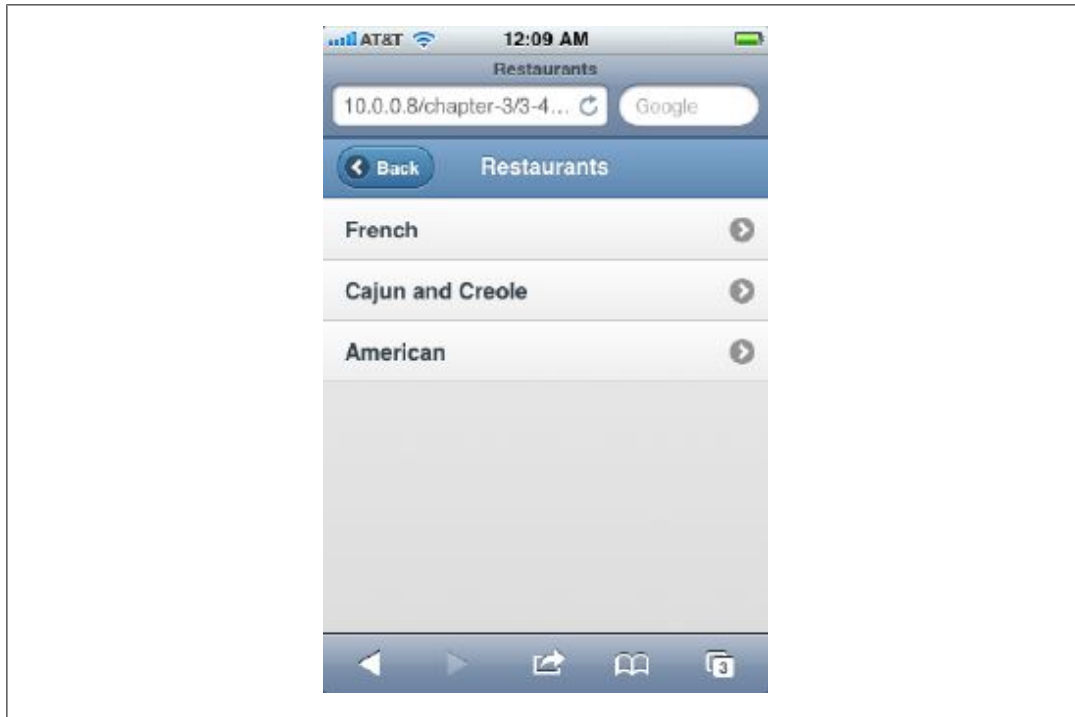 AT&T 12:09 AM
Restaurants
10.0.0.8/chapter-3/3-4... Google
Back Restaurants
French
Cajun and Creole
American
3